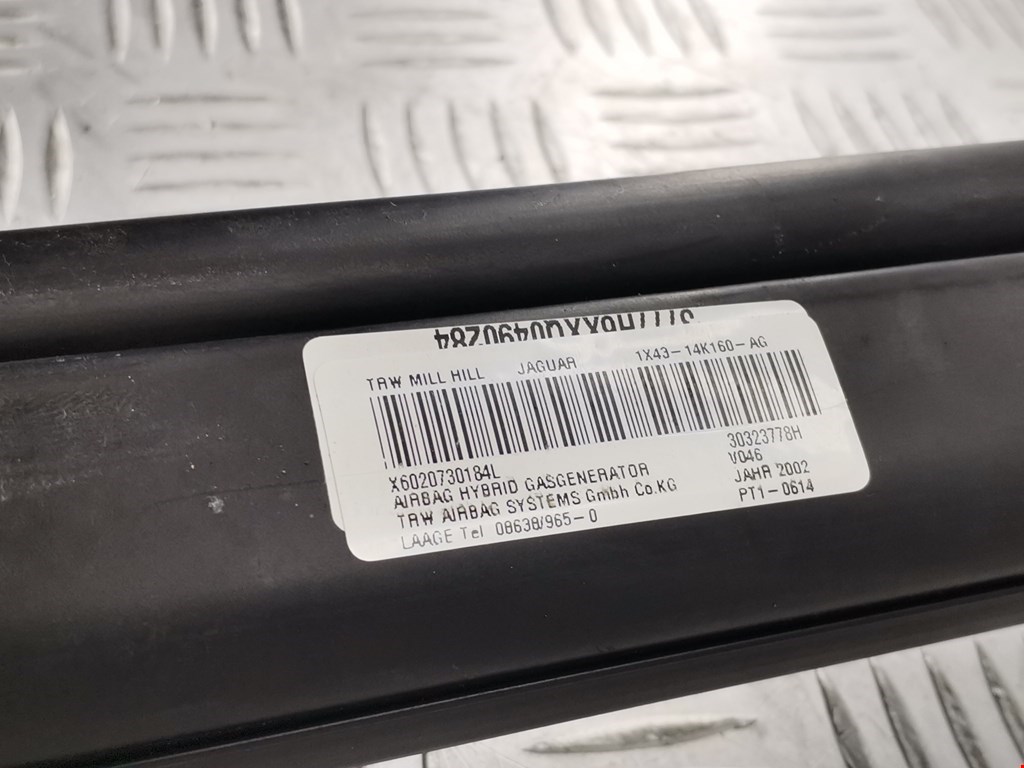 TRW MILL HILL JAGUAR 1X43-14K160-AG
X6020730184L 30323778H
AIRBAG HYBRID GASGENERATOR V046
TRW AIRBAG SYSTEMS GmbH Co.KG JAHR 2002
LAAGE Tel 08638/965-0 PT1-0614